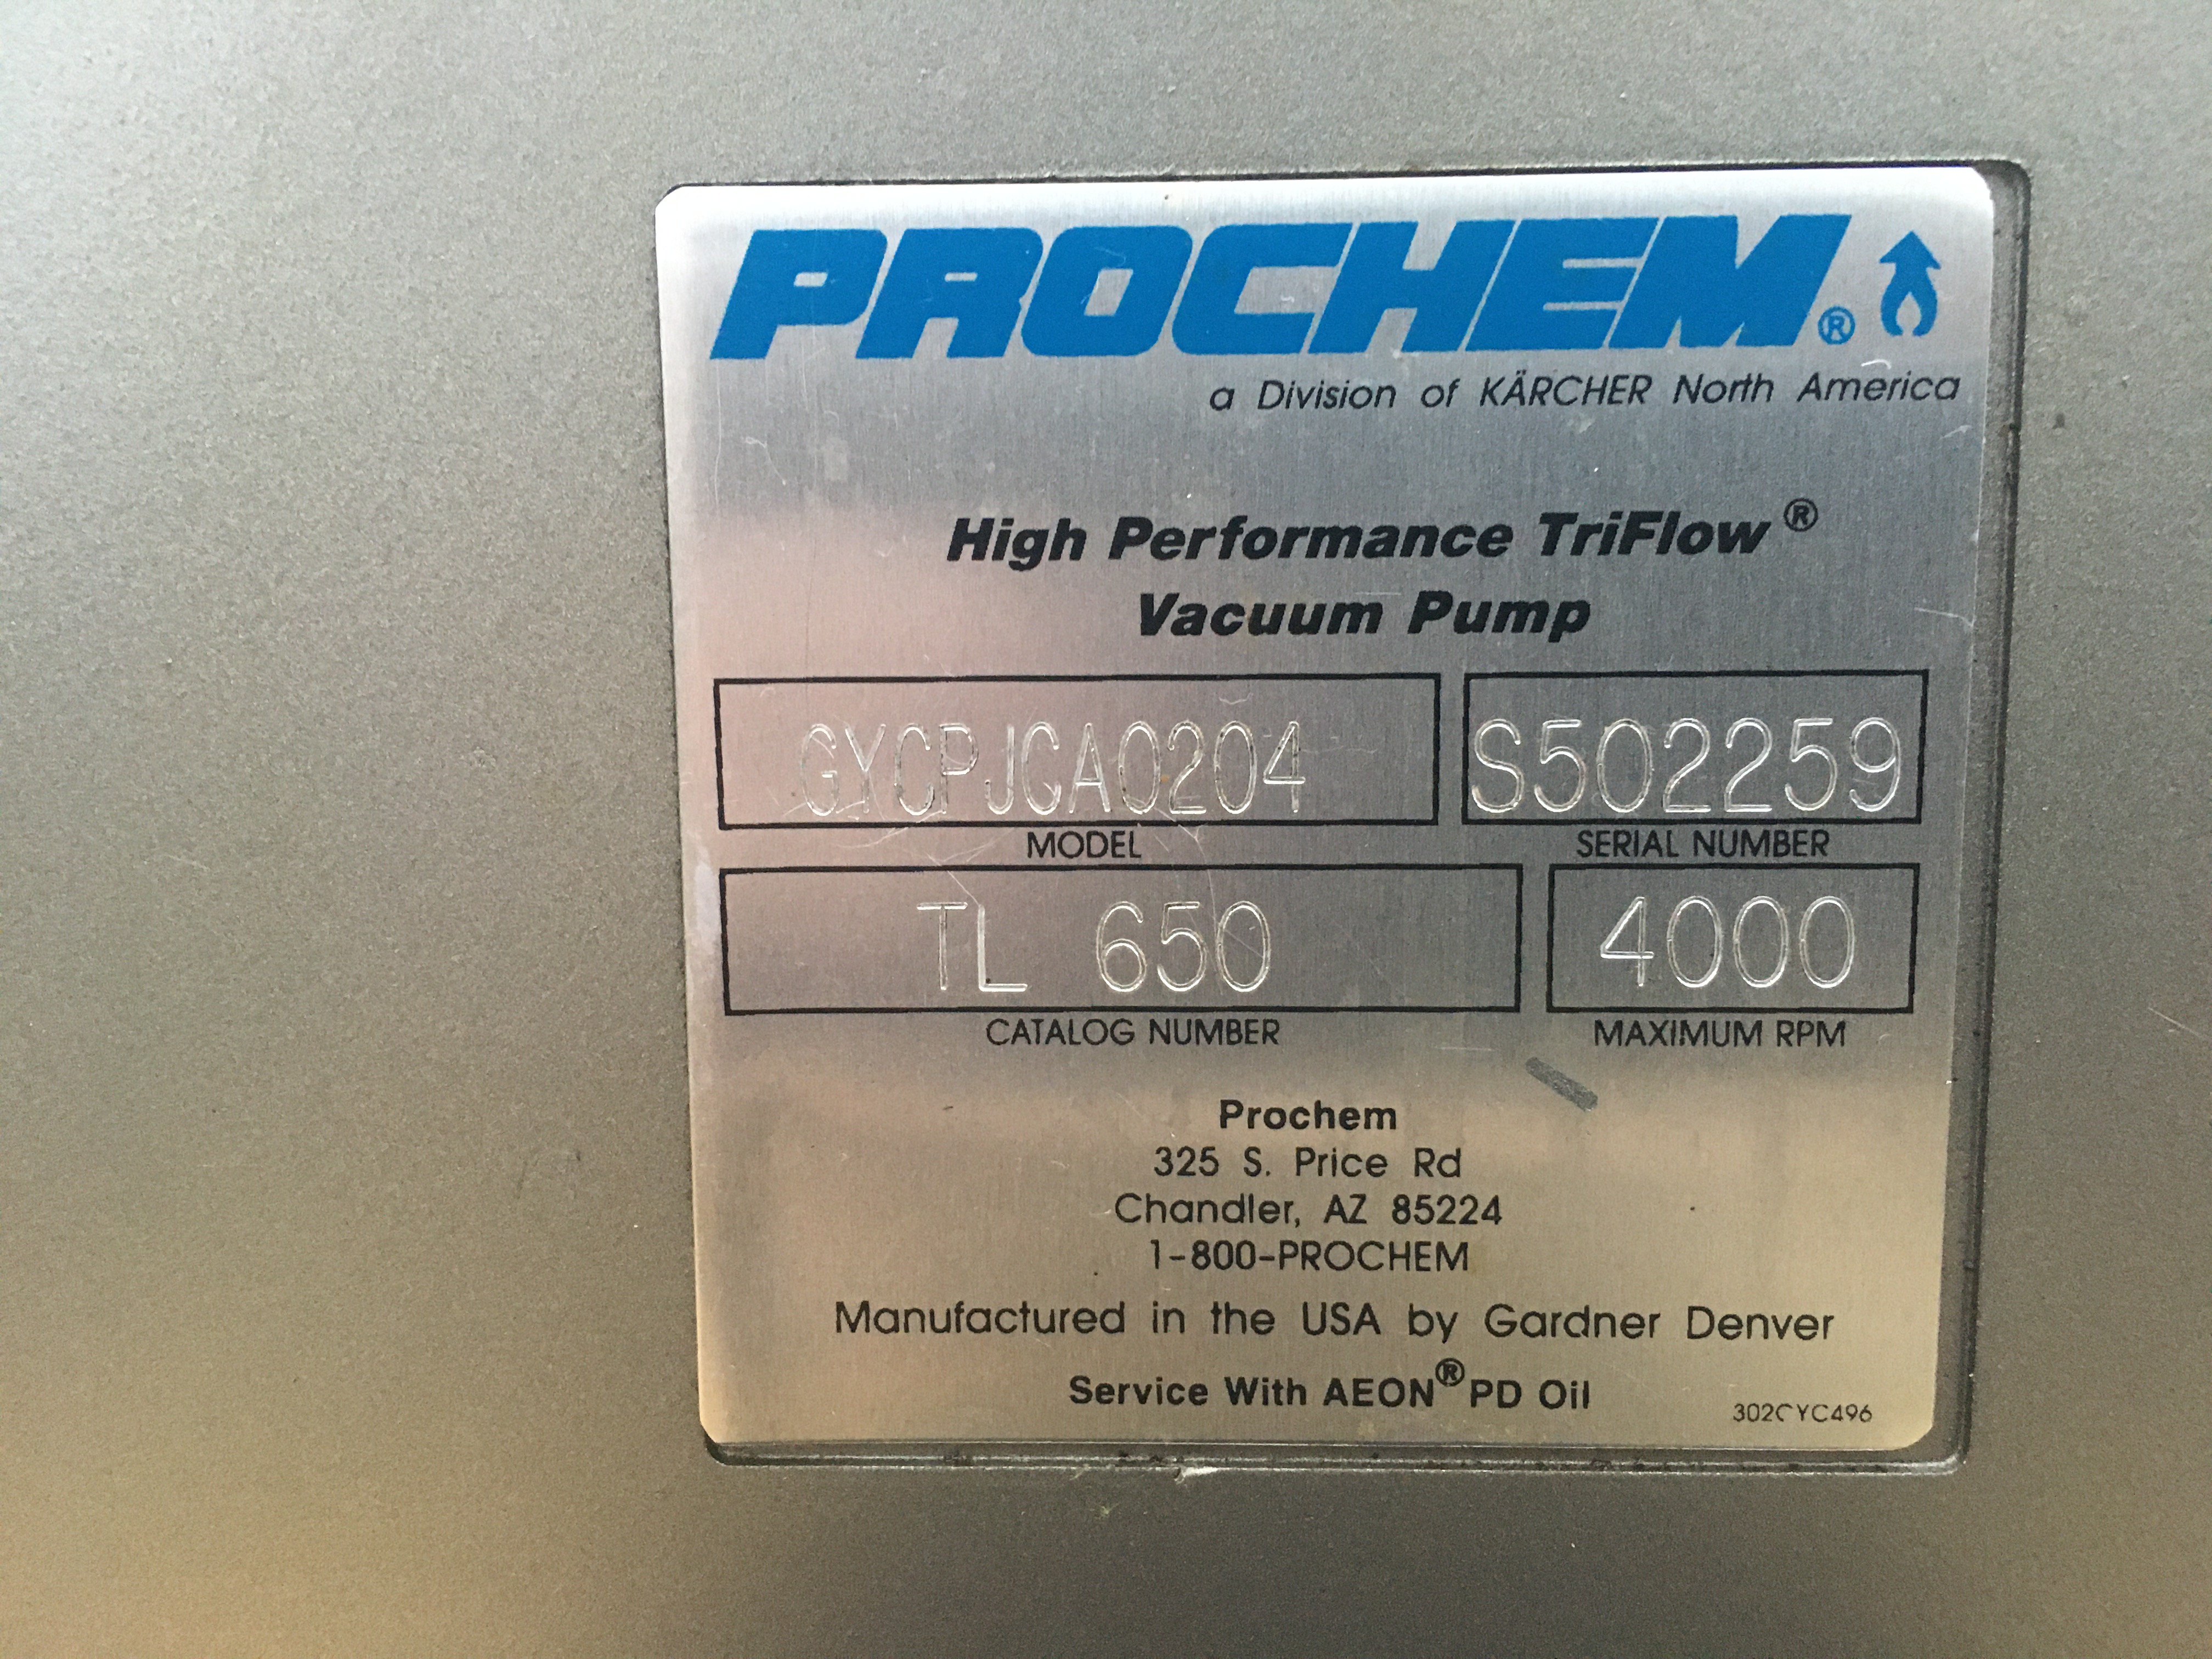 PROCHEM®
a Division of KÄRCHER North America
High Performance TriFlow®
Vacuum Pump
GYCPJCA0204 S502259
MODEL SERIAL NUMBER
TL 650 4000
CATALOG NUMBER MAXIMUM RPM
Prochem
325 S. Price Rd
Chandler, AZ 85224
1-800-PROCHEM
Manufactured in the USA by Gardner Denver
Service With AEON® PD Oil
302CYC496